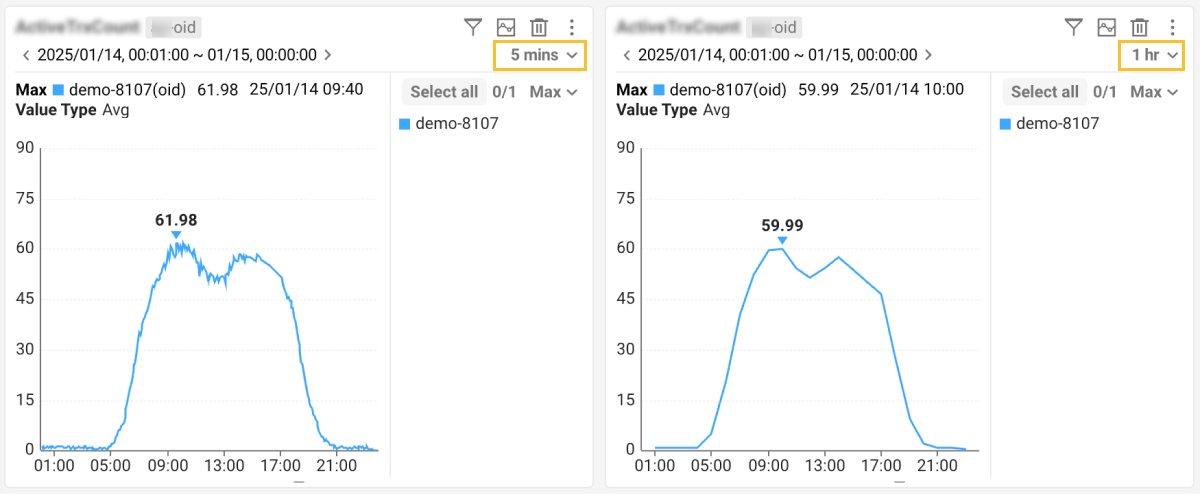 -oid
2025/01/14, 00:01:00 ~ 01/15, 00:00:00
5 mins
Max demo-8107(oid) 61.98 25/01/14 09:40
Value Type Avg
Select all 0/1 Max
demo-8107
90
75
60
45
30
15
0
61.98
01:00 05:00 09:00 13:00 17:00 21:00
-oid
2025/01/14, 00:01:00 ~ 01/15, 00:00:00
1 hr
Max demo-8107(oid) 59.99 25/01/14 10:00
Value Type Avg
Select all 0/1 Max
demo-8107
90
75
60
45
30
15
0
59.99
01:00 05:00 09:00 13:00 17:00 21:00